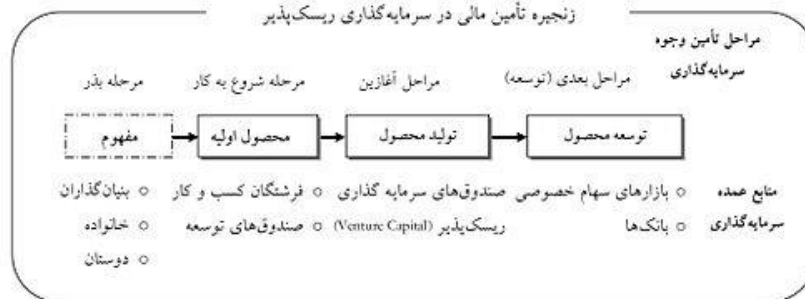 زنجیره تأمین مالی در سرمایه‌گذاری ریسک‌پذیر
مراحل تأمین وجوه
سرمایه‌گذاری
مراحل بعدی (توسعه)
مراحل آغازین
مرحله شروع به کار
مرحله بذر
توسعه محصول
تولید محصول
محصول اولیه
مفهوم
منابع عمده
سرمایه‌گذاری
○ بازارهای سهام خصوصی
○ بانک‌ها
صندوق‌های سرمایه گذاری
ریسک‌پذیر (Venture Capital)
○ فرشتگان کسب و کار
○ صندوق‌های توسعه
○ بنیان‌گذاران
○ خانواده
○ دوستان